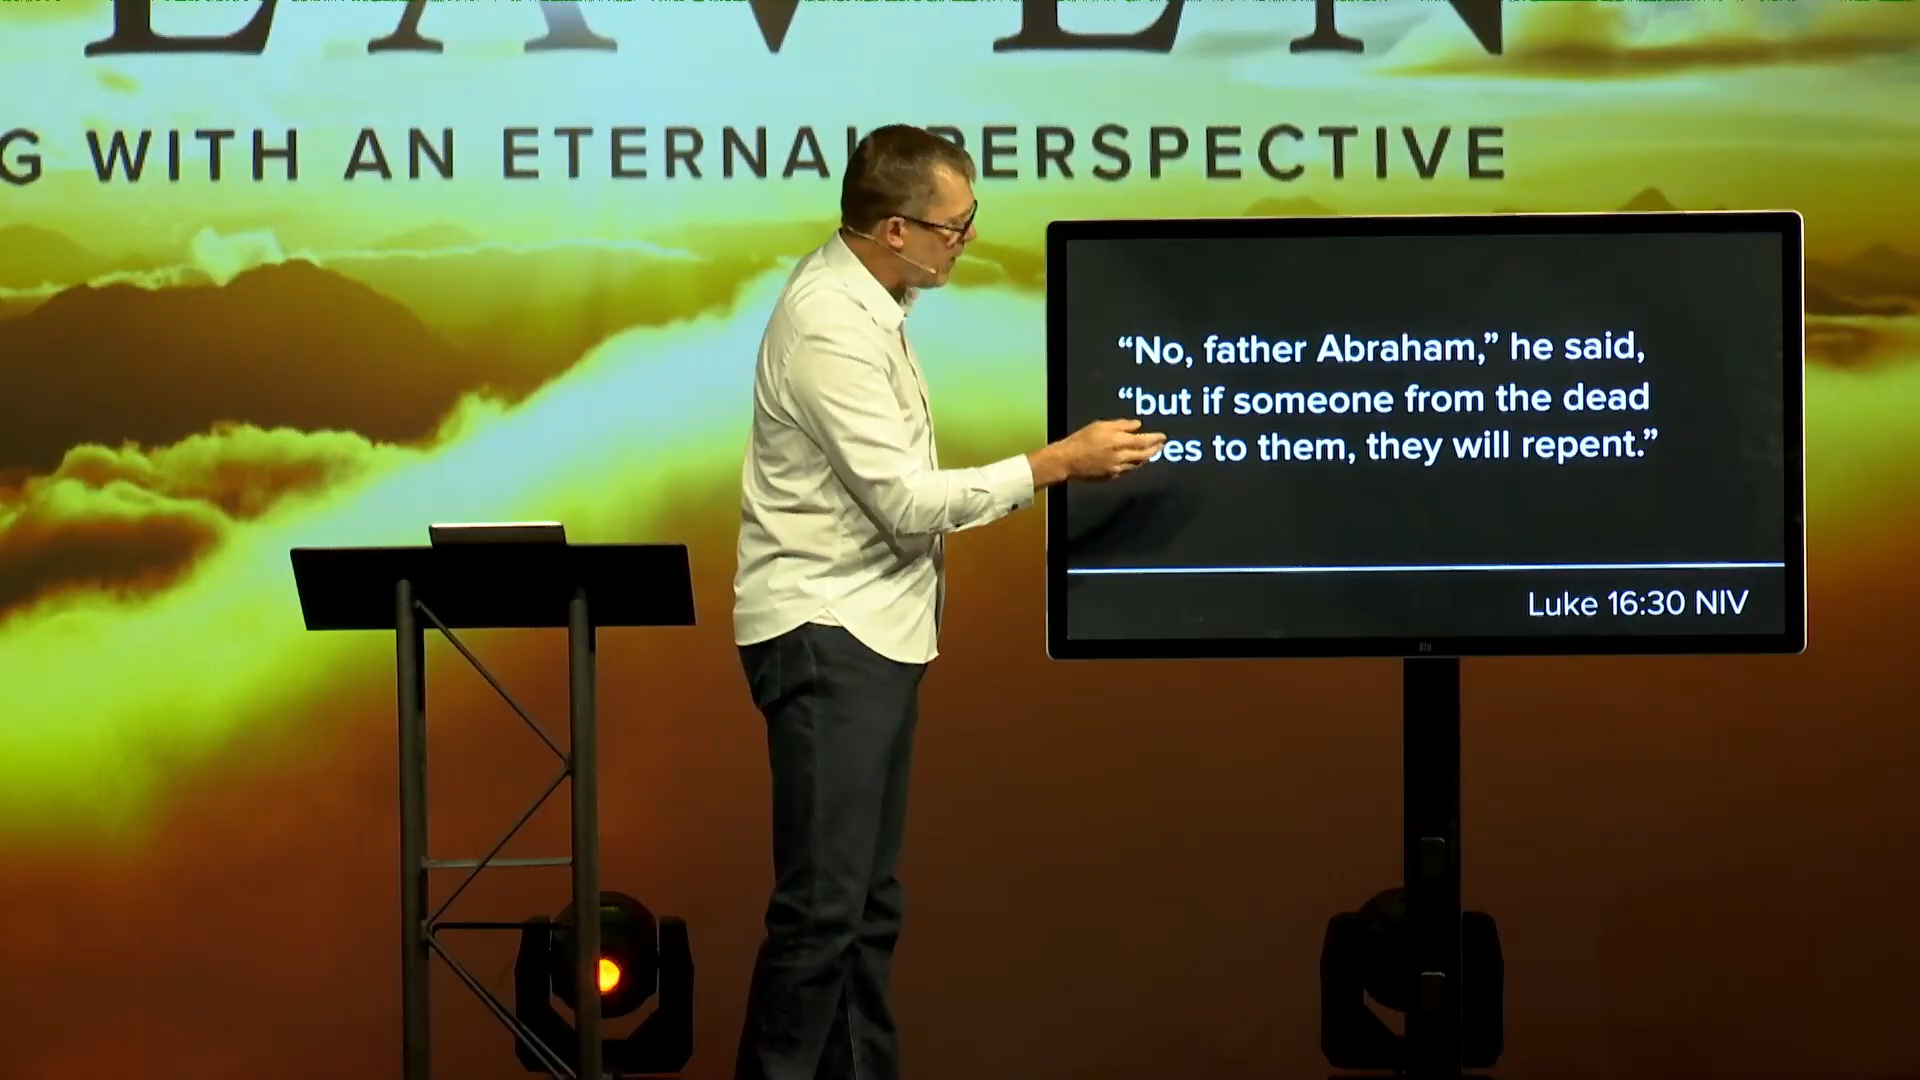 G WITH AN ETERNAL PERSPECTIVE
“No, father Abraham,” he said,
“but if someone from the dead
to them, they will repent.”
Luke 16:30 NIV